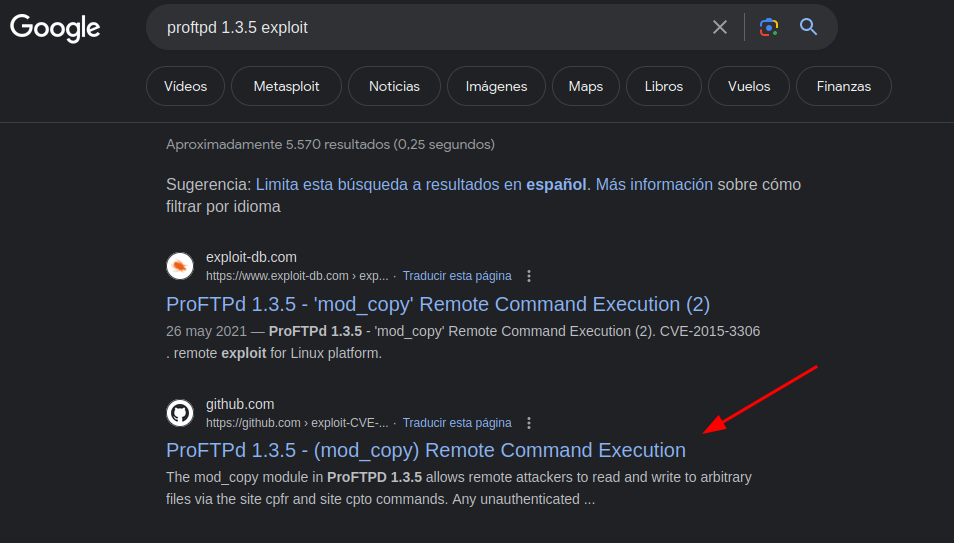 Google
proftpd 1.3.5 exploit
Vídeos
Metasploit
Noticias
Imágenes
Maps
Libros
Vuelos
Finanzas
Aproximadamente 5.570 resultados (0,25 segundos)
Sugerencia: Limita esta búsqueda a resultados en español. Más información sobre cómo
filtrar por idioma
exploit-db.com
https://www.exploit-db.com › exp... · Traducir esta página
ProFTPd 1.3.5 - 'mod_copy' Remote Command Execution (2)
26 may 2021 — ProFTPd 1.3.5 - 'mod_copy' Remote Command Execution (2). CVE-2015-3306
. remote exploit for Linux platform.
github.com
https://github.com › exploit-CVE-... · Traducir esta página
ProFTPd 1.3.5 - (mod_copy) Remote Command Execution
The mod_copy module in ProFTPD 1.3.5 allows remote attackers to read and write to arbitrary
files via the site cpfr and site cpto commands. Any unauthenticated ...